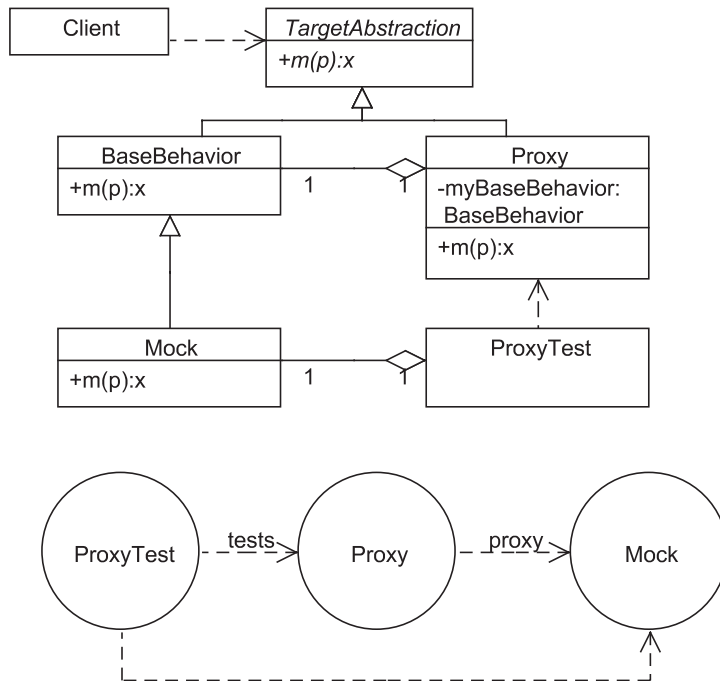 Client
TargetAbstraction
+m(p):x
BaseBehavior
+m(p):x
1
1
Proxy
-myBaseBehavior:
BaseBehavior
+m(p):x
Mock
+m(p):x
1
1
ProxyTest
ProxyTest
tests
Proxy
proxy
Mock